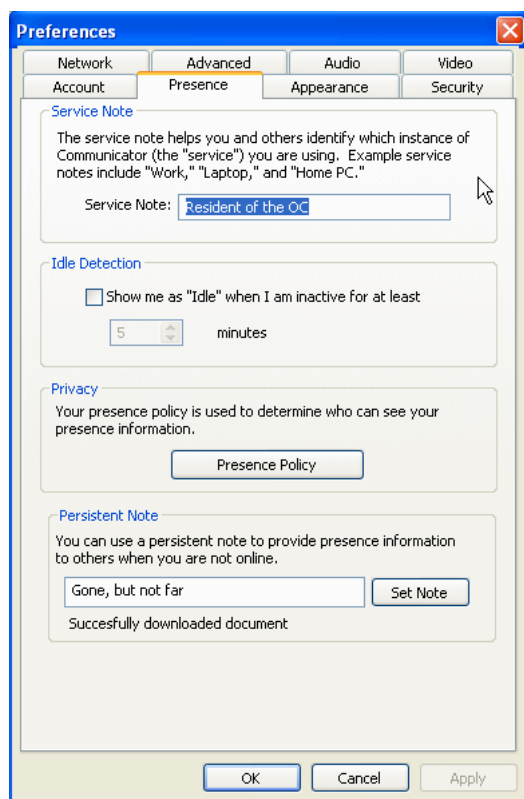 Preferences
Network Advanced Audio Video
Account Presence Appearance Security
Service Note
The service note helps you and others identify which instance of
Communicator (the "service") you are using. Example service
notes include "Work," "Laptop," and "Home PC."
Service Note: Resident of the OC
Idle Detection
Show me as "Idle" when I am inactive for at least
5 minutes
Privacy
Your presence policy is used to determine who can see your
presence information.
Presence Policy
Persistent Note
You can use a persistent note to provide presence information
to others when you are not online.
Gone, but not far Set Note
Succesfully downloaded document
OK Cancel Apply